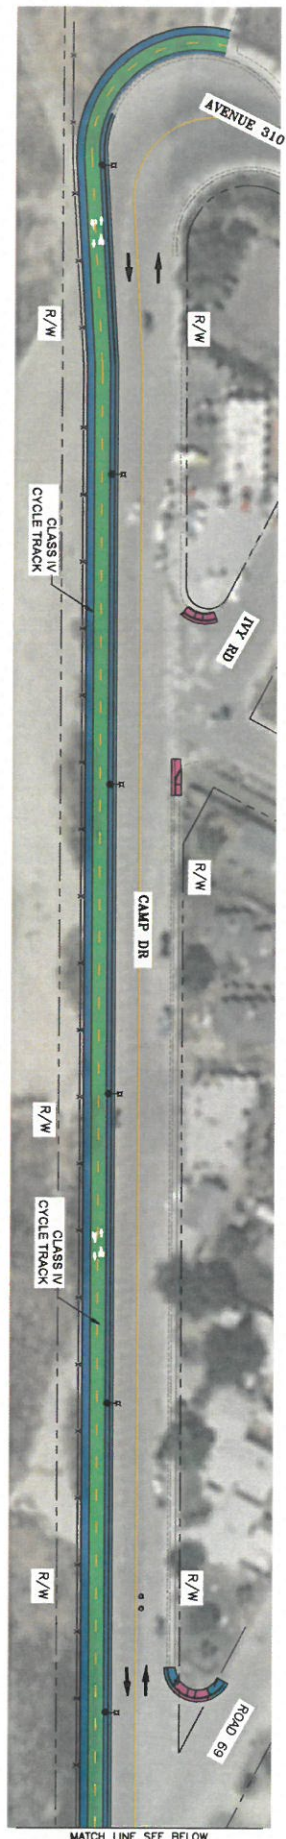 AVENUE 310
R/W
R/W
CLASS IV
CYCLE TRACK
IVY RD
R/W
CAMP DR
R/W
CLASS IV
CYCLE TRACK
R/W
R/W
ROAD 69
MATCH LINE SEE BELOW